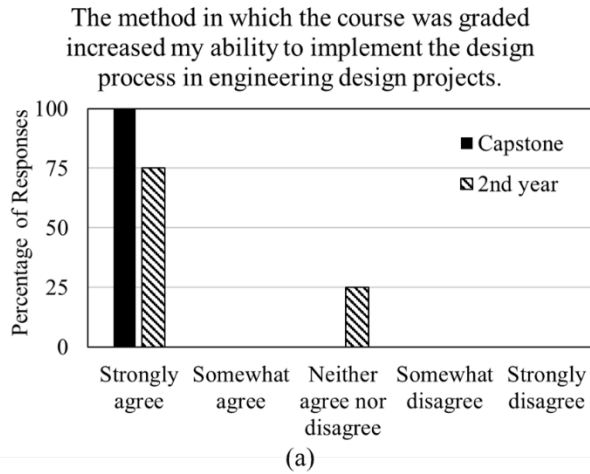 The method in which the course was graded
increased my ability to implement the design
process in engineering design projects.
100
75
50
25
0
Percentage of Responses
Capstone
2nd year
Strongly agree
Somewhat agree
Neither agree nor disagree
Somewhat disagree
Strongly disagree
(a)